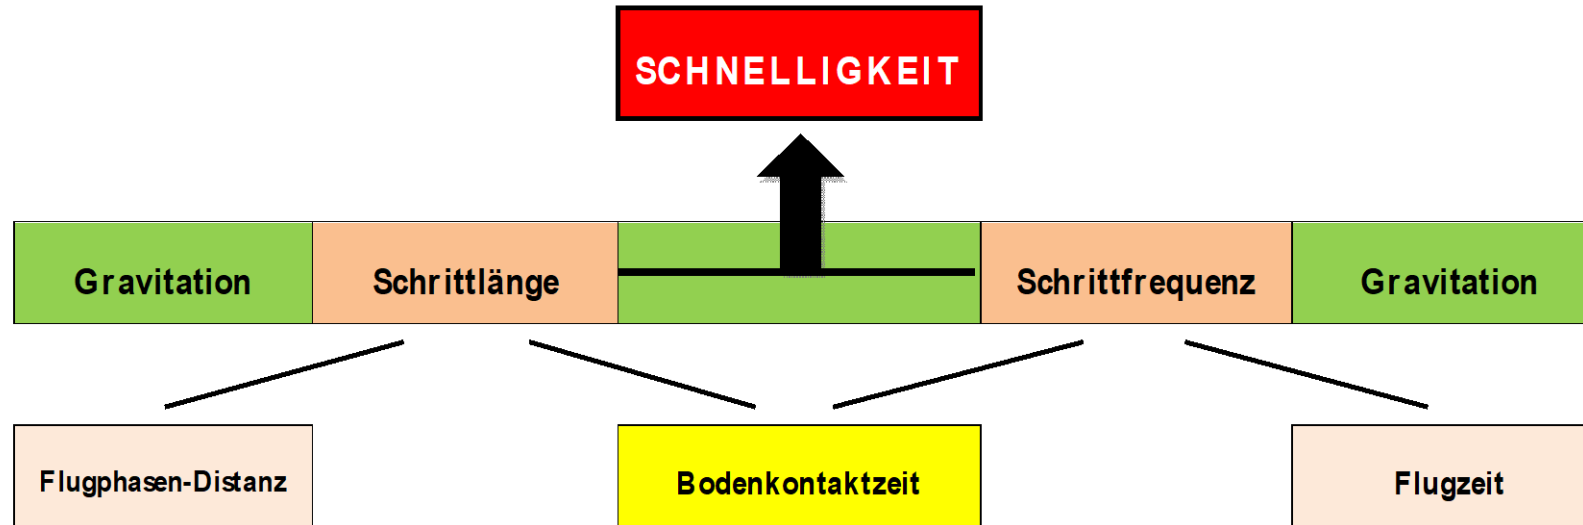 SCHNELLIGKEIT
Gravitation
Schrittlänge
Schrittfrequenz
Gravitation
Flugphasen-Distanz
Bodenkontaktzeit
Flugzeit